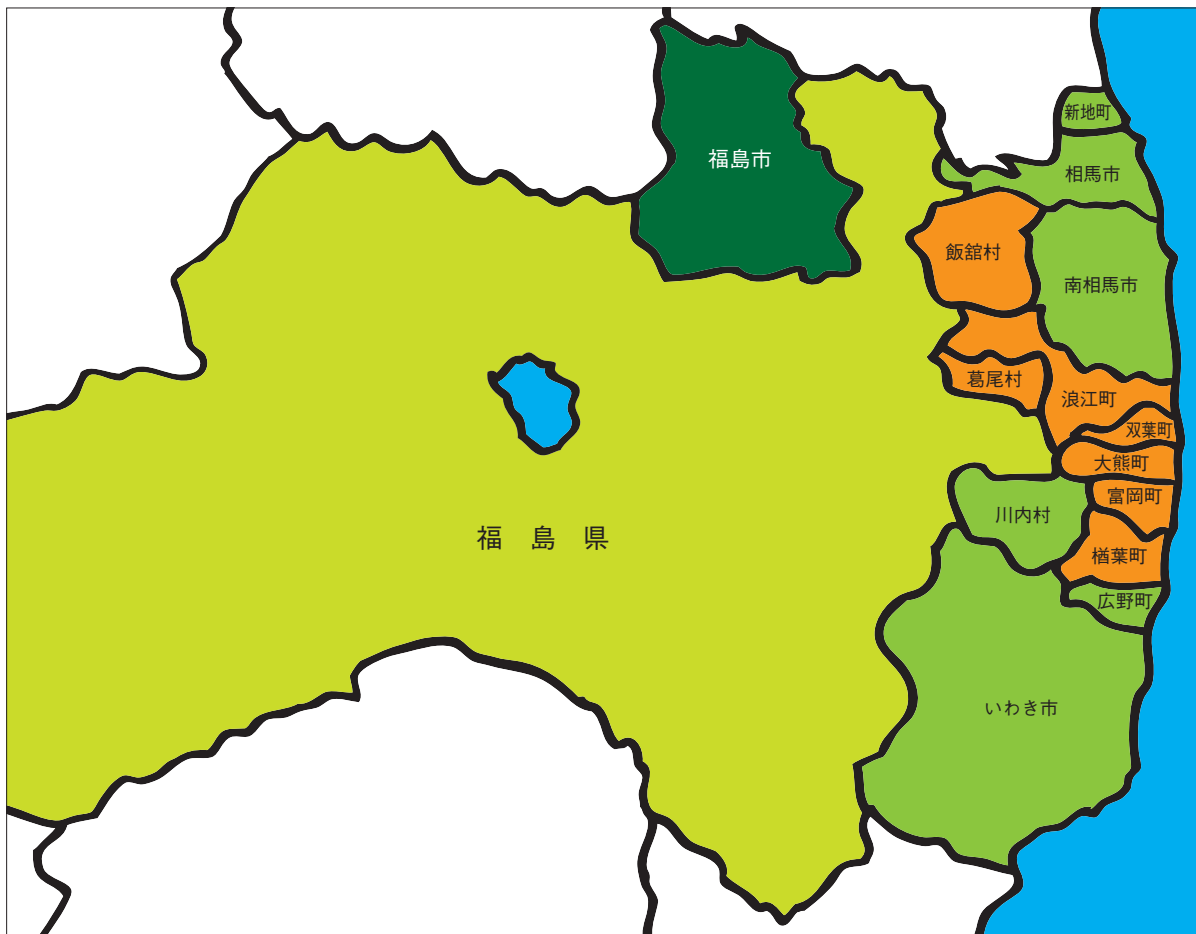 新地町
福島市
相馬市
飯舘村
南相馬市
葛尾村
浪江町
双葉町
大熊町
富岡町
川内村
福島県
楢葉町
広野町
いわき市